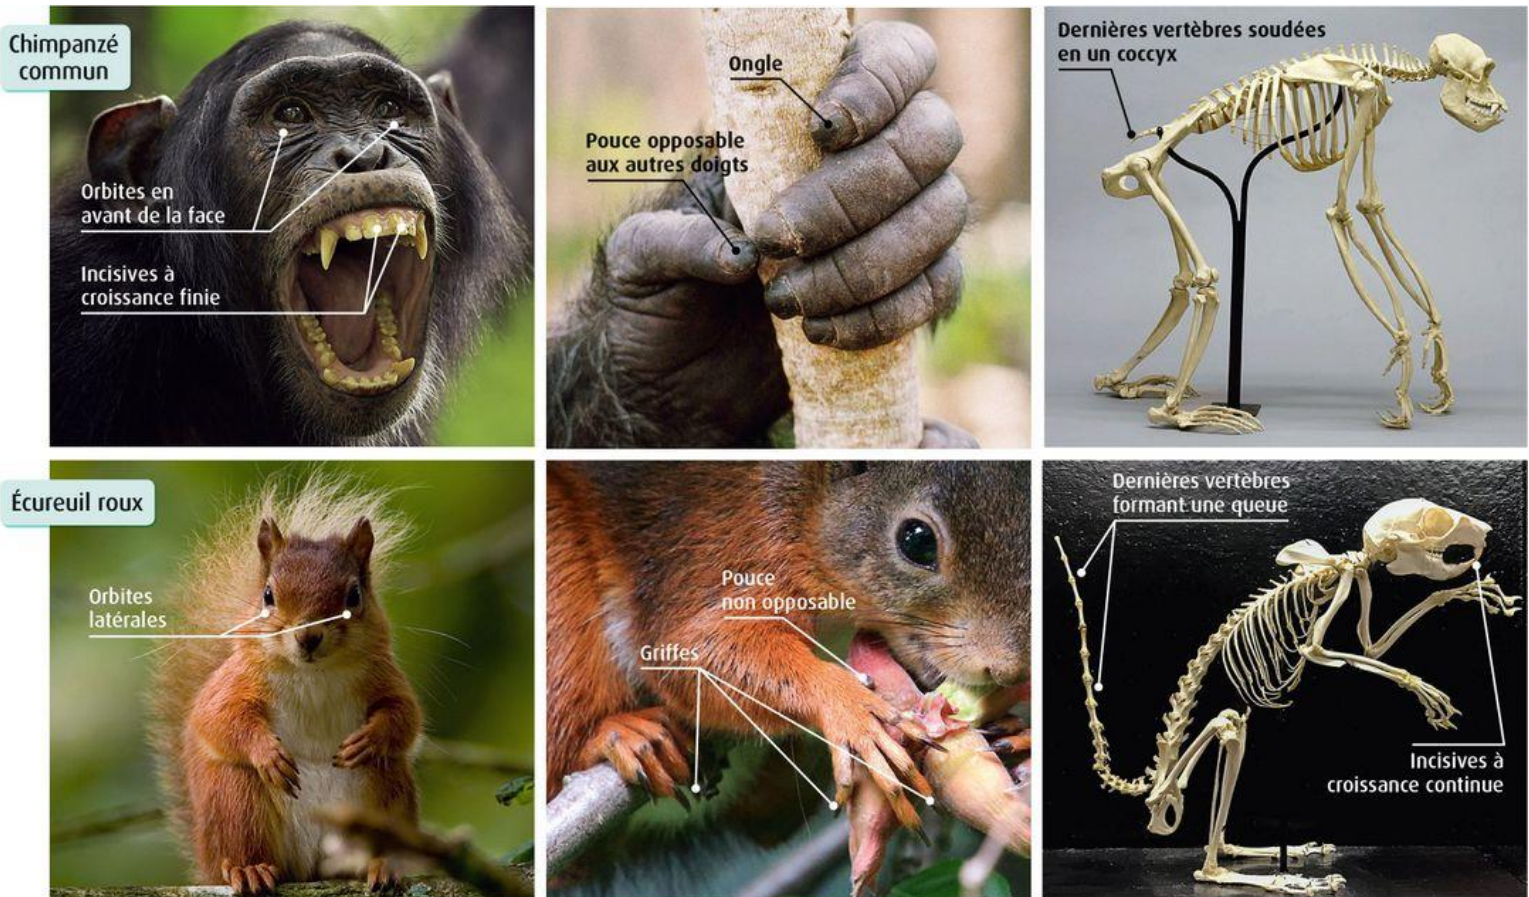 Chimpanzé
commun
Orbites en
avant de la face
Incisives à
croissance finie
Ongle
Pouce opposable
aux autres doigts
Dernières vertèbres soudées
en un coccyx
Écureuil roux
Orbites
latérales
Pouce
non opposable
Griffes
Dernières vertèbres
formant une queue
Incisives à
croissance continue